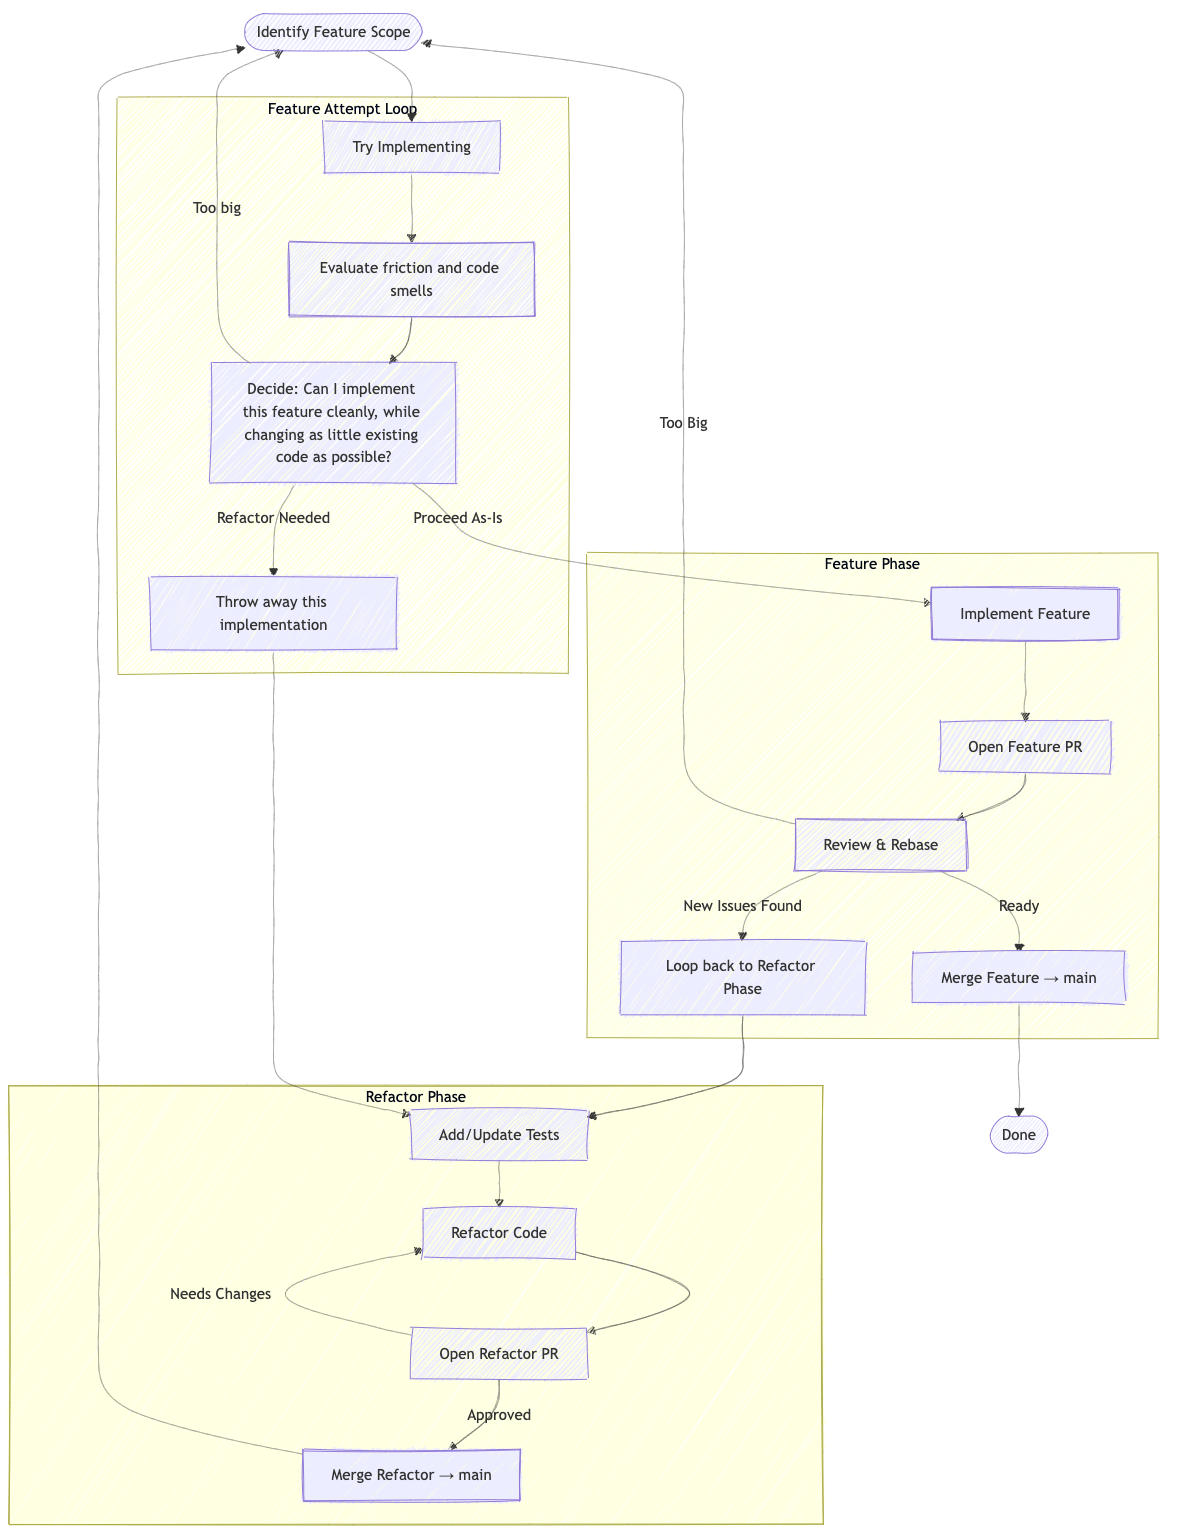 Identify Feature Scope
Feature Attempt Loop
Try Implementing
Too big
Evaluate friction and code
smells
Decide: Can I implement
this feature cleanly, while
changing as little existing
code as possible?
Too Big
Refactor Needed
Proceed As-Is
Throw away this
implementation
Feature Phase
Implement Feature
Open Feature PR
Review & Rebase
New Issues Found
Ready
Loop back to Refactor
Phase
Merge Feature → main
Done
Refactor Phase
Add/Update Tests
Refactor Code
Needs Changes
Open Refactor PR
Approved
Merge Refactor → main